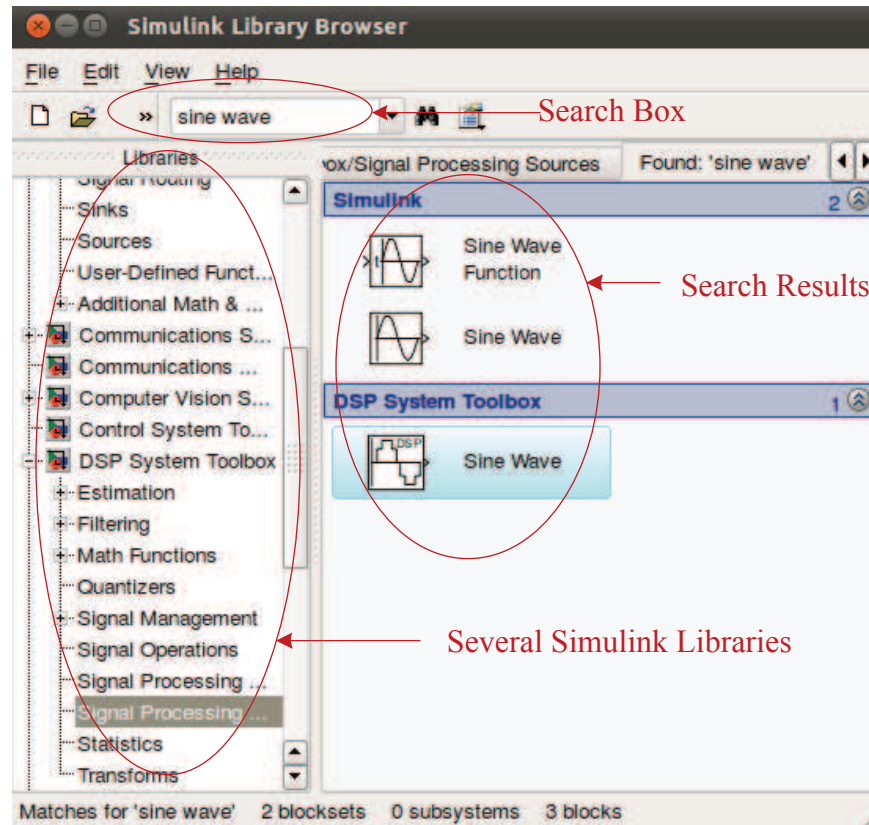 Simulink Library Browser
File Edit View Help
» sine wave
Search Box
Libraries
ox/Signal Processing Sources
Found: 'sine wave'
Signal Routing
Sinks
Sources
User-Defined Funct...
Additional Math & ...
Communications S...
Communications ...
Computer Vision S...
Control System To...
DSP System Toolbox
Estimation
Filtering
Math Functions
Quantizers
Signal Management
Signal Operations
Signal Processing ...
Signal Processing ...
Statistics
Transforms
Simulink 2
t
Sine Wave
Function
Sine Wave
Search Results
DSP System Toolbox 1
DSP
Sine Wave
Several Simulink Libraries
Matches for 'sine wave' 2 blocksets 0 subsystems 3 blocks